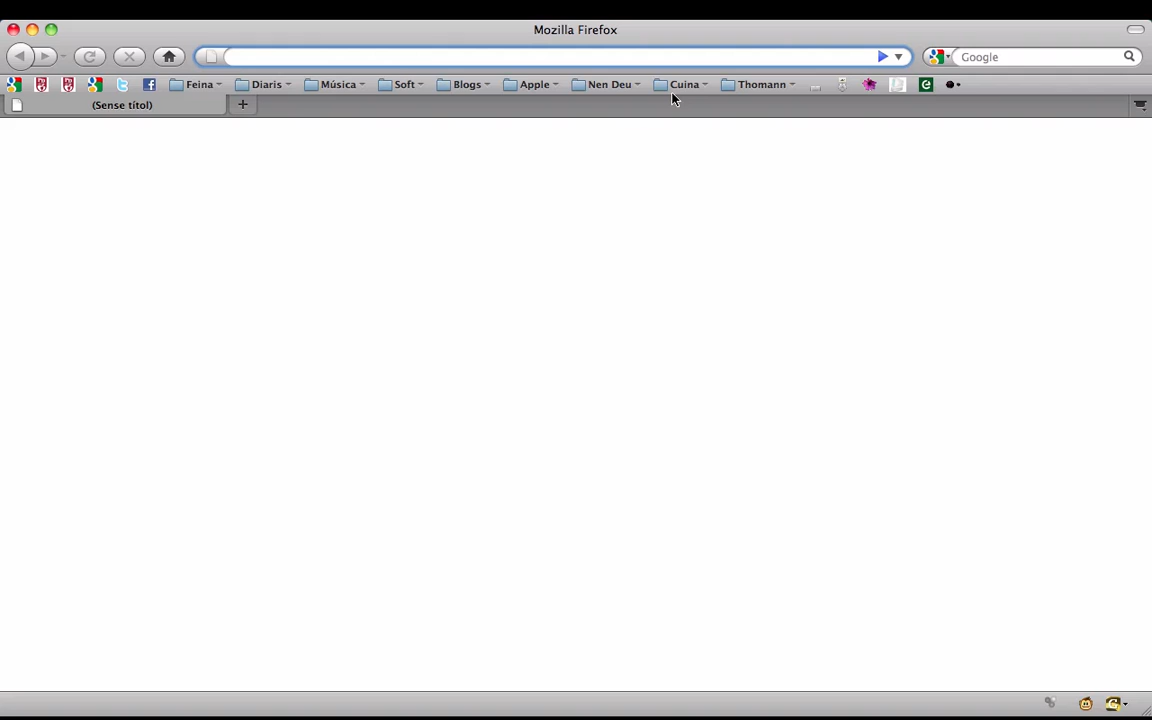 Mozilla Firefox
Google
Feina Diaris Música Soft Blogs Apple Nen Deu Cuina Thomann
(Sense títol)